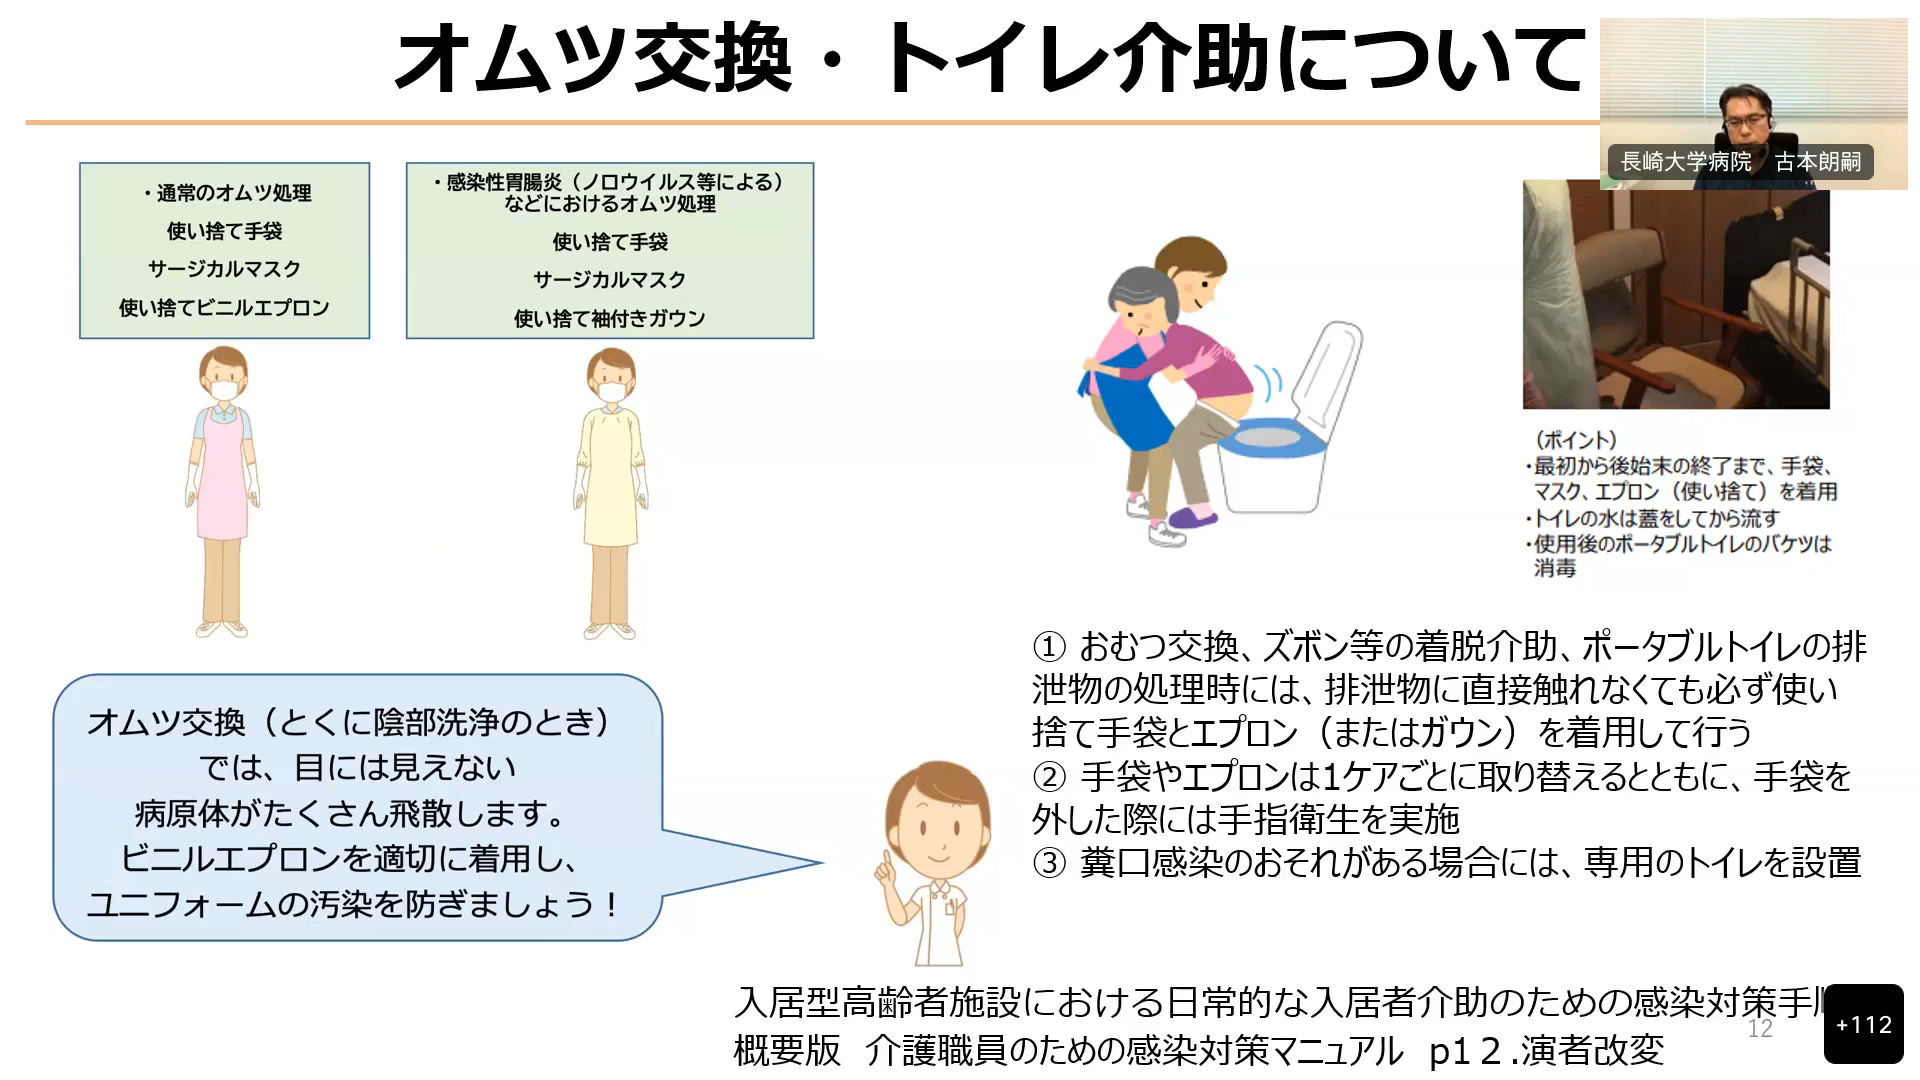 オムツ交換・トイレ介助について
長崎大学病院　古本朗嗣
・通常のオムツ処理
使い捨て手袋
サージカルマスク
使い捨てビニルエプロン
・感染性胃腸炎（ノロウイルス等による）
などにおけるオムツ処理
使い捨て手袋
サージカルマスク
使い捨て袖付きガウン
（ポイント）
・最初から後始末の終了まで、手袋、
マスク、エプロン（使い捨て）を着用
・トイレの水は蓋をしてから流す
・使用後のポータブルトイレのバケツは
消毒
オムツ交換（とくに陰部洗浄のとき）
では、目には見えない
病原体がたくさん飛散します。
ビニルエプロンを適切に着用し、
ユニフォームの汚染を防ぎましょう！
① おむつ交換、ズボン等の着脱介助、ポータブルトイレの排
泄物の処理時には、排泄物に直接触れなくても必ず使い
捨て手袋とエプロン（またはガウン）を着用して行う
② 手袋やエプロンは1ケアごとに取り替えるとともに、手袋を
外した際には手指衛生を実施
③ 糞口感染のおそれがある場合には、専用のトイレを設置
入居型高齢者施設における日常的な入居者介助のための感染対策手
概要版　介護職員のための感染対策マニュアル　p1２.演者改変
12
+112